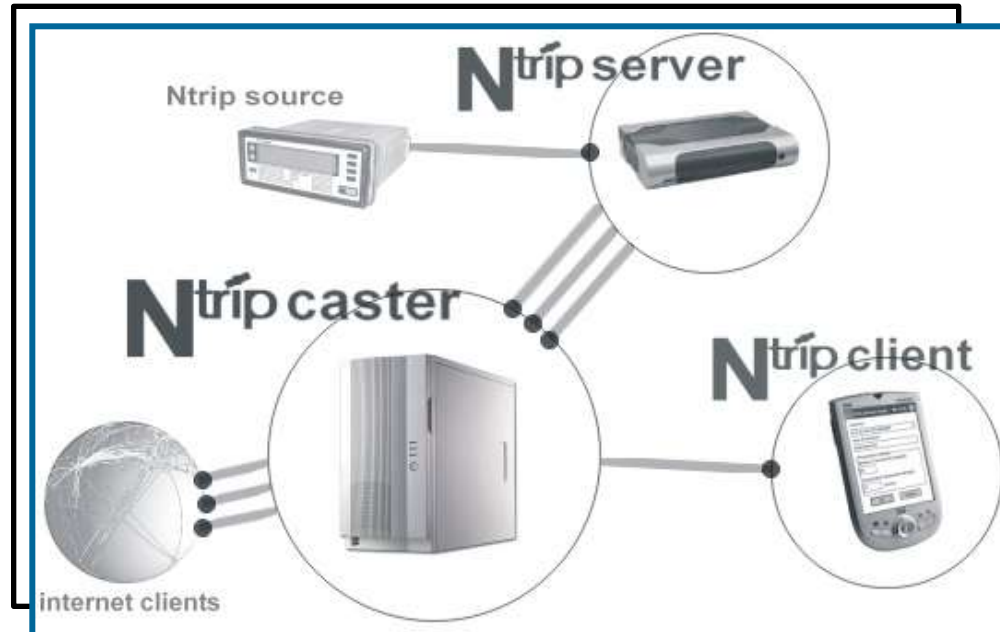 Ntrip server
Ntrip source
Ntrip caster
Ntrip client
internet clients